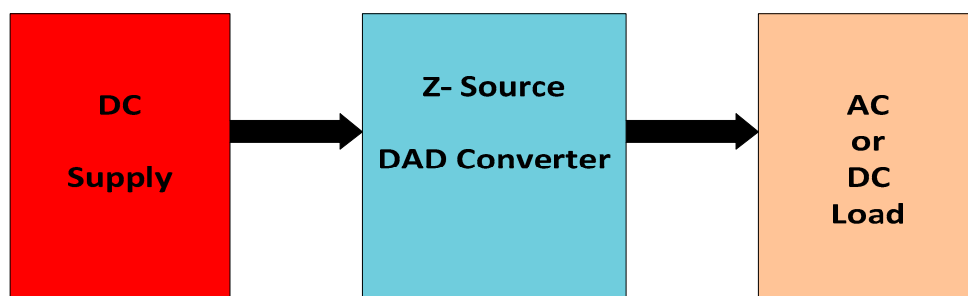 DC
Supply
Z- Source
DAD Converter
AC
or
DC
Load